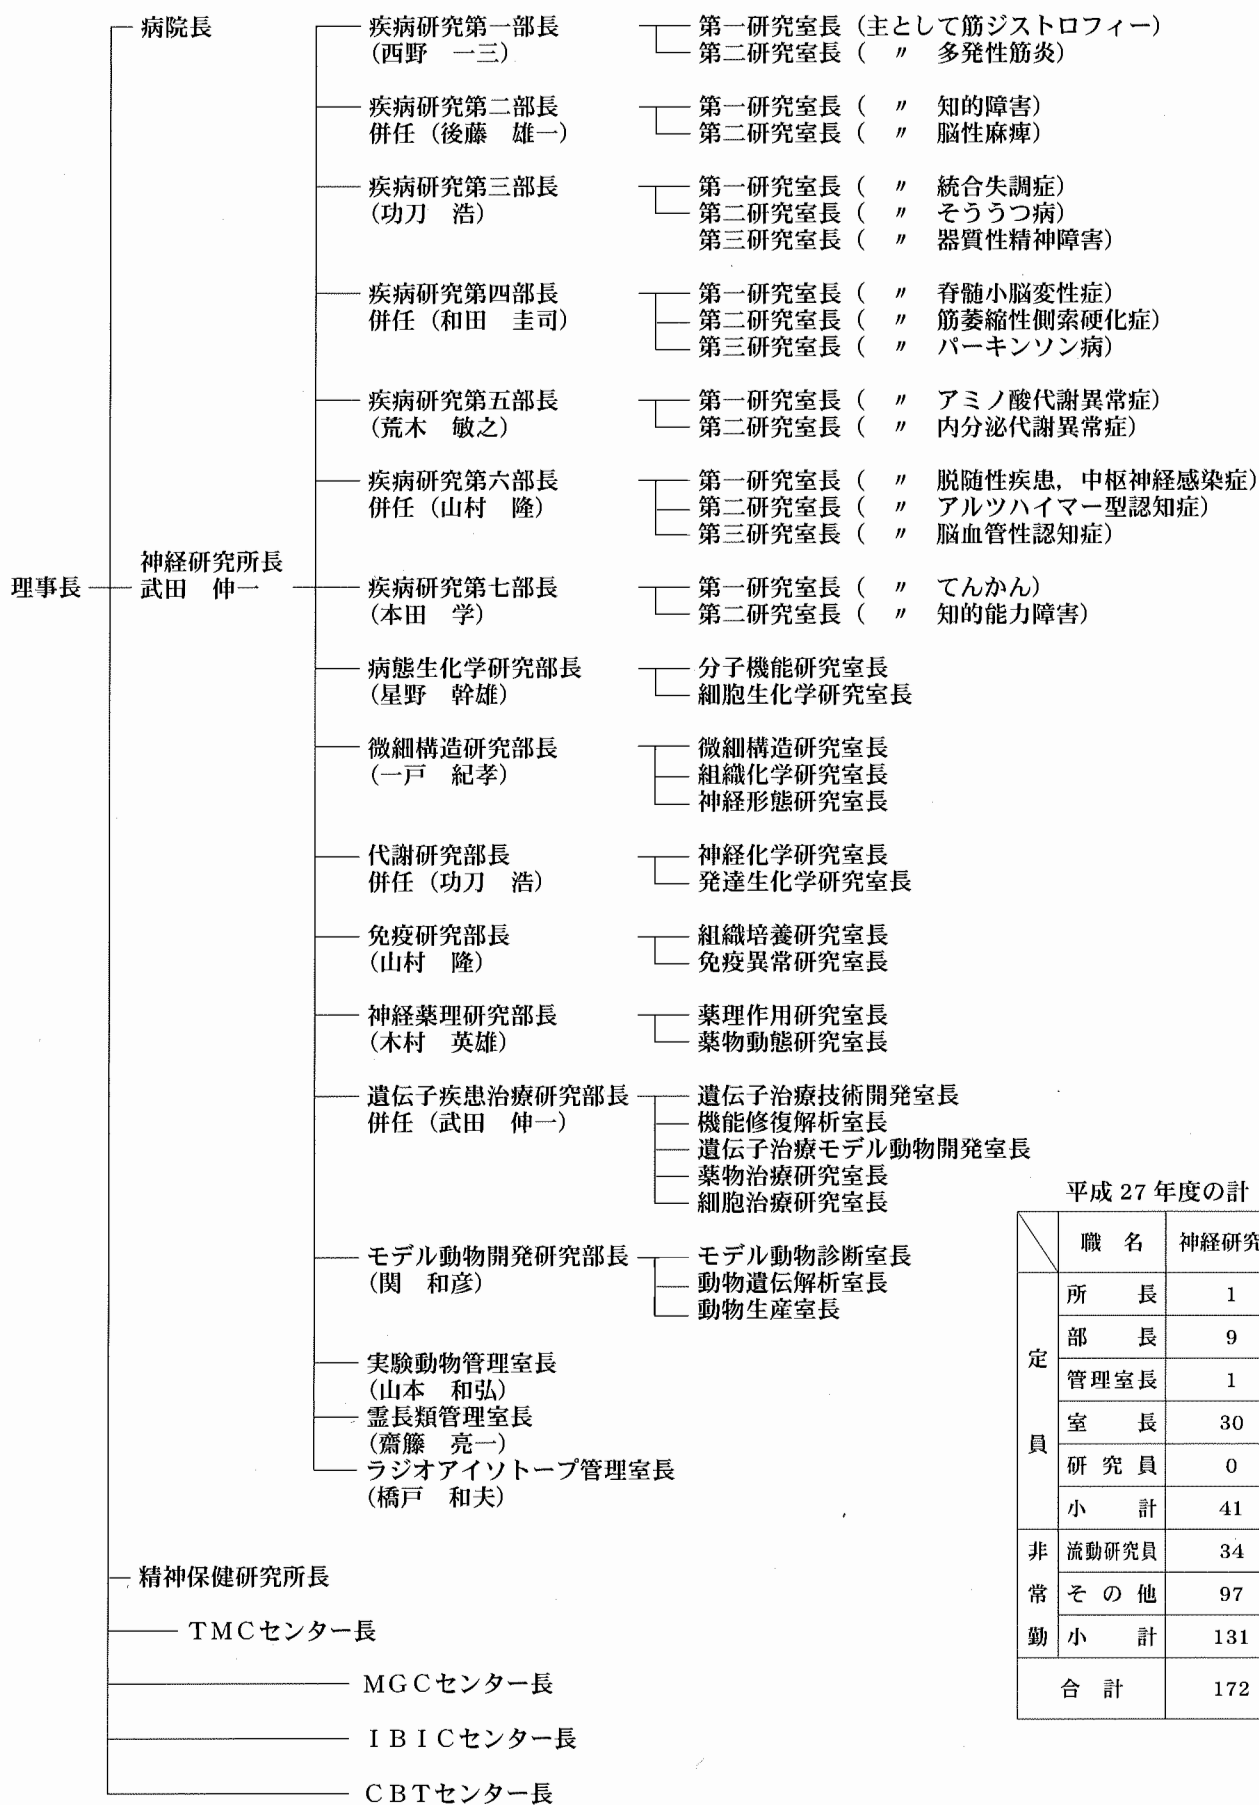 病院長
疾病研究第一部長
(西野 一三)
第一研究室長(主として筋ジストロフィー)
第二研究室長( 〃 多発性筋炎)
疾病研究第二部長
併任(後藤 雄一)
第一研究室長( 〃 知的障害)
第二研究室長( 〃 脳性麻痺)
疾病研究第三部長
(功刀 浩)
第一研究室長( 〃 統合失調症)
第二研究室長( 〃 そううつ病)
第三研究室長( 〃 器質性精神障害)
疾病研究第四部長
併任(和田 圭司)
第一研究室長( 〃 脊髄小脳変性症)
第二研究室長( 〃 筋萎縮性側索硬化症)
第三研究室長( 〃 パーキンソン病)
疾病研究第五部長
(荒木 敏之)
第一研究室長( 〃 アミノ酸代謝異常症)
第二研究室長( 〃 内分泌代謝異常症)
疾病研究第六部長
併任(山村 隆)
第一研究室長( 〃 脱随性疾患,中枢神経感染症)
第二研究室長( 〃 アルツハイマー型認知症)
第三研究室長( 〃 脳血管性認知症)
理事長
神経研究所長
武田 伸一
疾病研究第七部長
(本田 学)
第一研究室長( 〃 てんかん)
第二研究室長( 〃 知的能力障害)
病態生化学研究部長
(星野 幹雄)
分子機能研究室長
細胞生化学研究室長
微細構造研究部長
(一戸 紀孝)
微細構造研究室長
組織化学研究室長
神経形態研究室長
代謝研究部長
併任(功刀 浩)
神経化学研究室長
発達生化学研究室長
免疫研究部長
(山村 隆)
組織培養研究室長
免疫異常研究室長
神経薬理研究部長
(木村 英雄)
薬理作用研究室長
薬物動態研究室長
遺伝子疾患治療研究部長
併任(武田 伸一)
遺伝子治療技術開発室長
機能修復解析室長
遺伝子治療モデル動物開発室長
薬物治療研究室長
細胞治療研究室長
モデル動物開発研究部長
(関 和彦)
モデル動物診断室長
動物遺伝解析室長
動物生産室長
実験動物管理室長
(山本 和弘)
霊長類管理室長
(齋藤 亮一)
ラジオアイソトープ管理室長
(橋戸 和夫)
精神保健研究所長
TMCセンター長
MGCセンター長
IBICセンター長
CBTセンター長
平成 27 年度の計
職 名 神経研究
定員
所 長 1
部 長 9
管理室長 1
室 長 30
研 究 員 0
小 計 41
非常勤
流動研究員 34
そ の 他 97
小 計 131
合 計 172